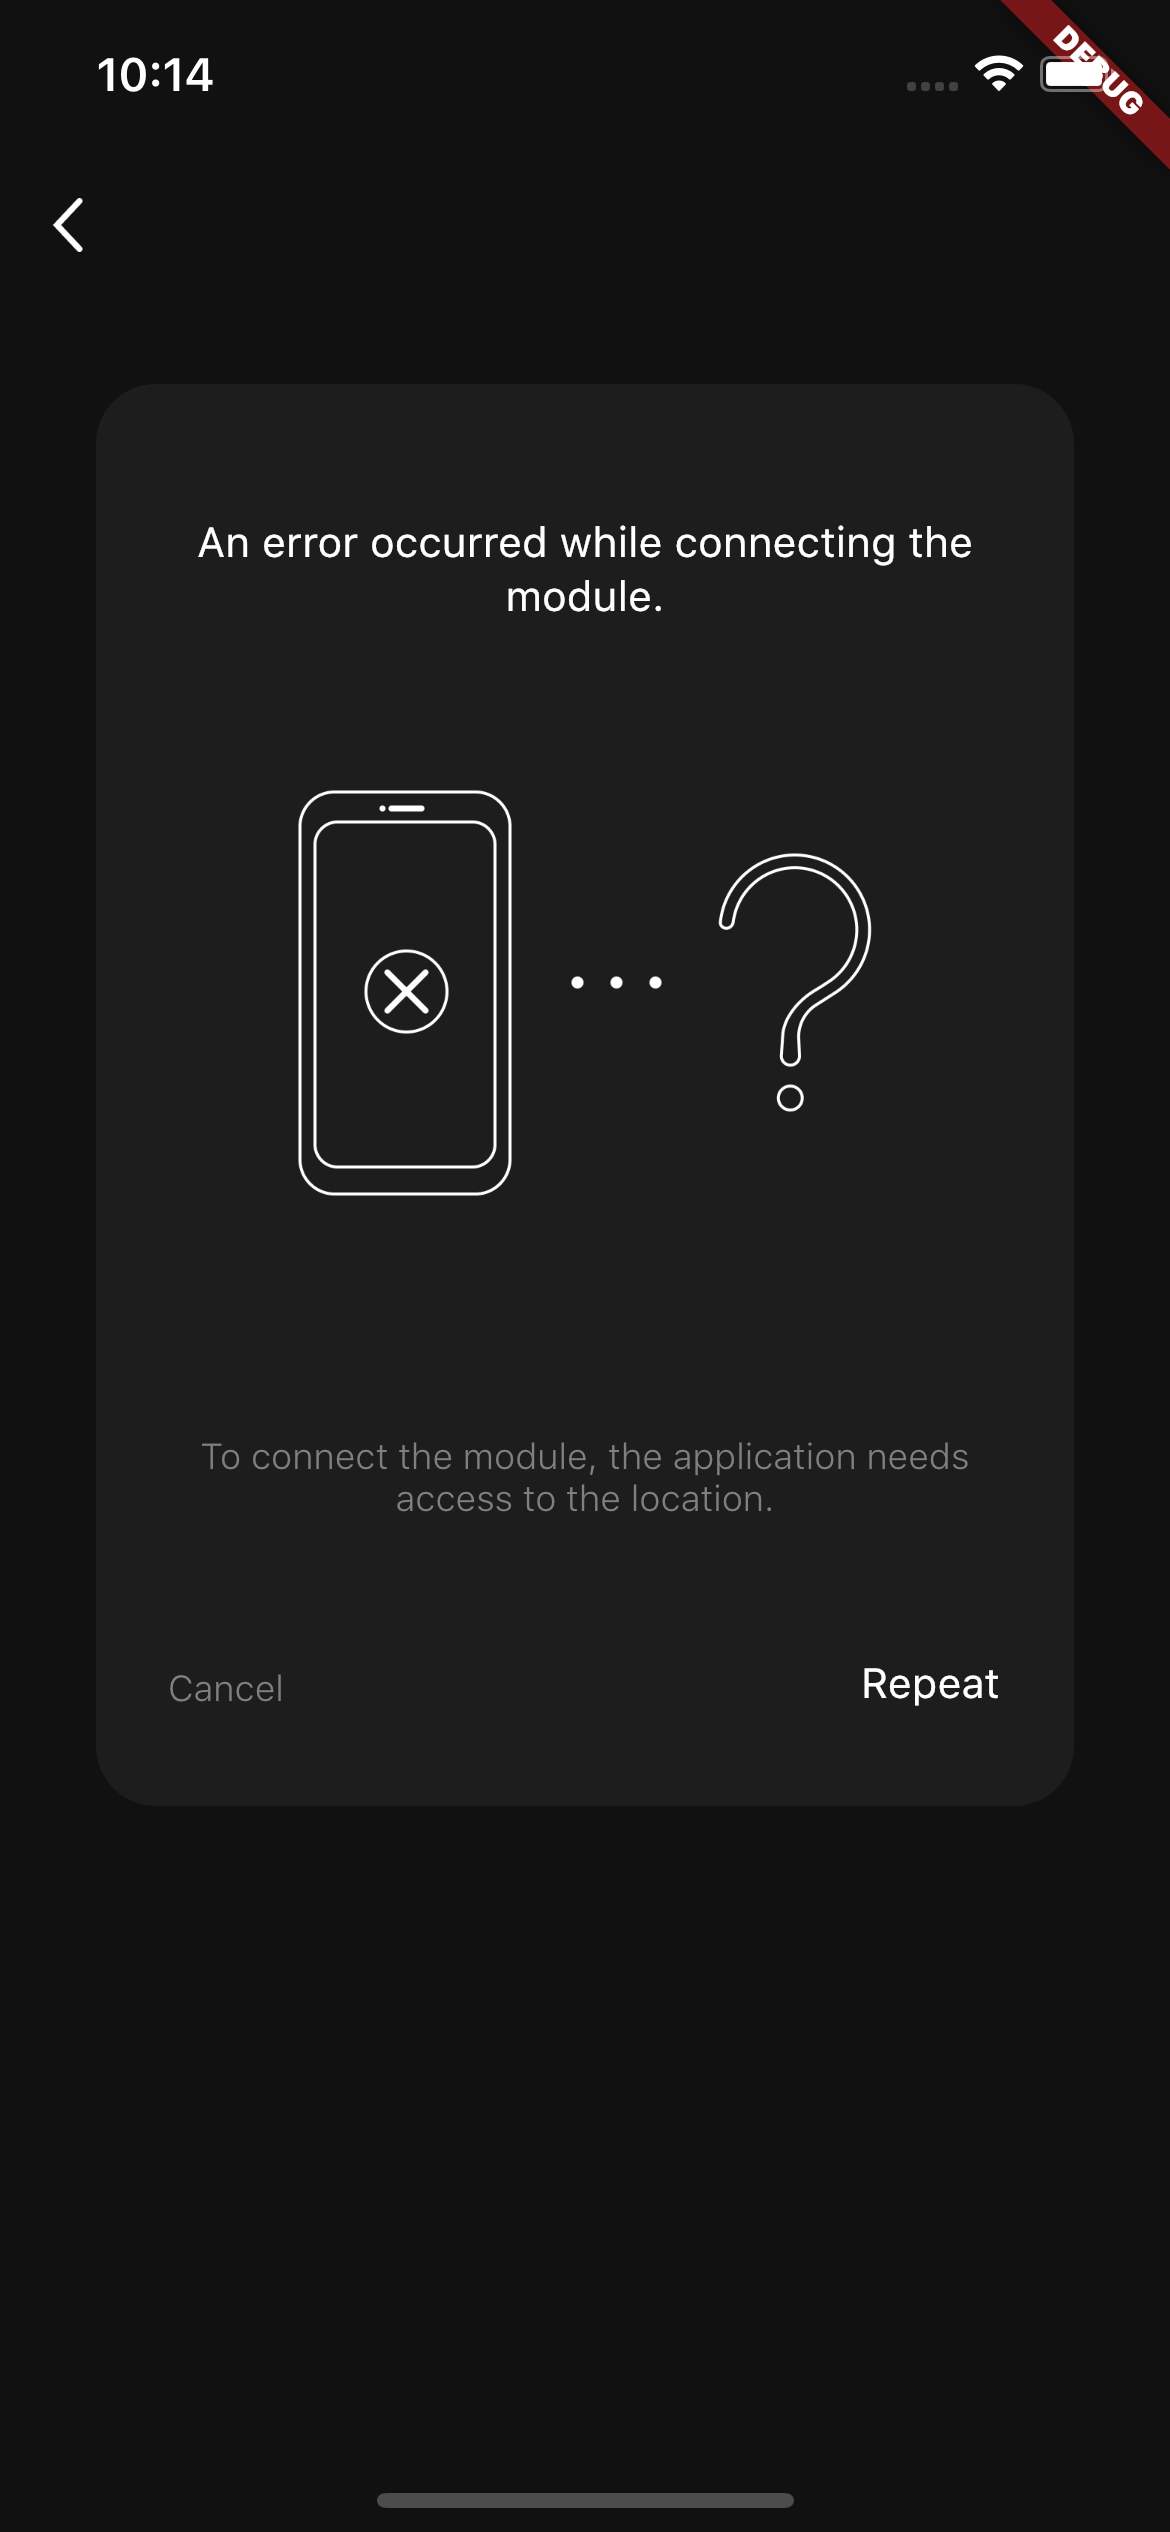 10:14
DEBUG
An error occurred while connecting the
module.
To connect the module, the application needs
access to the location.
Cancel
Repeat